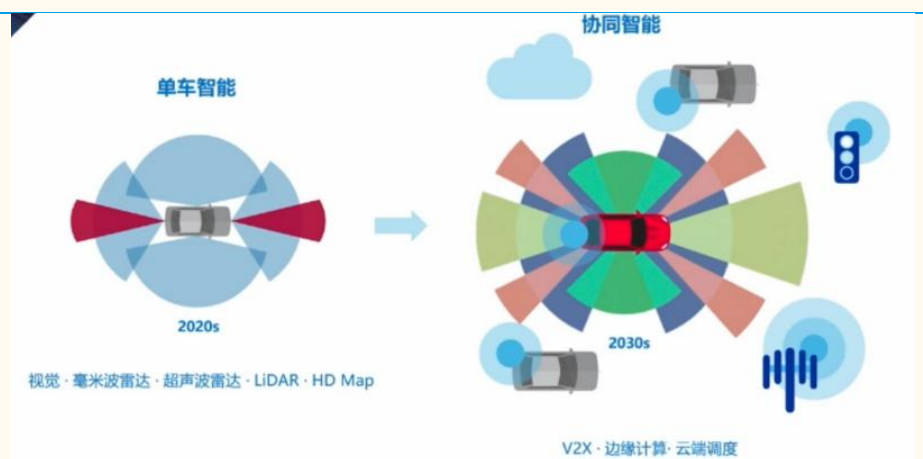 单车智能
2020s
视觉 · 毫米波雷达 · 超声波雷达 · LiDAR · HD Map
协同智能
2030s
V2X · 边缘计算· 云端调度